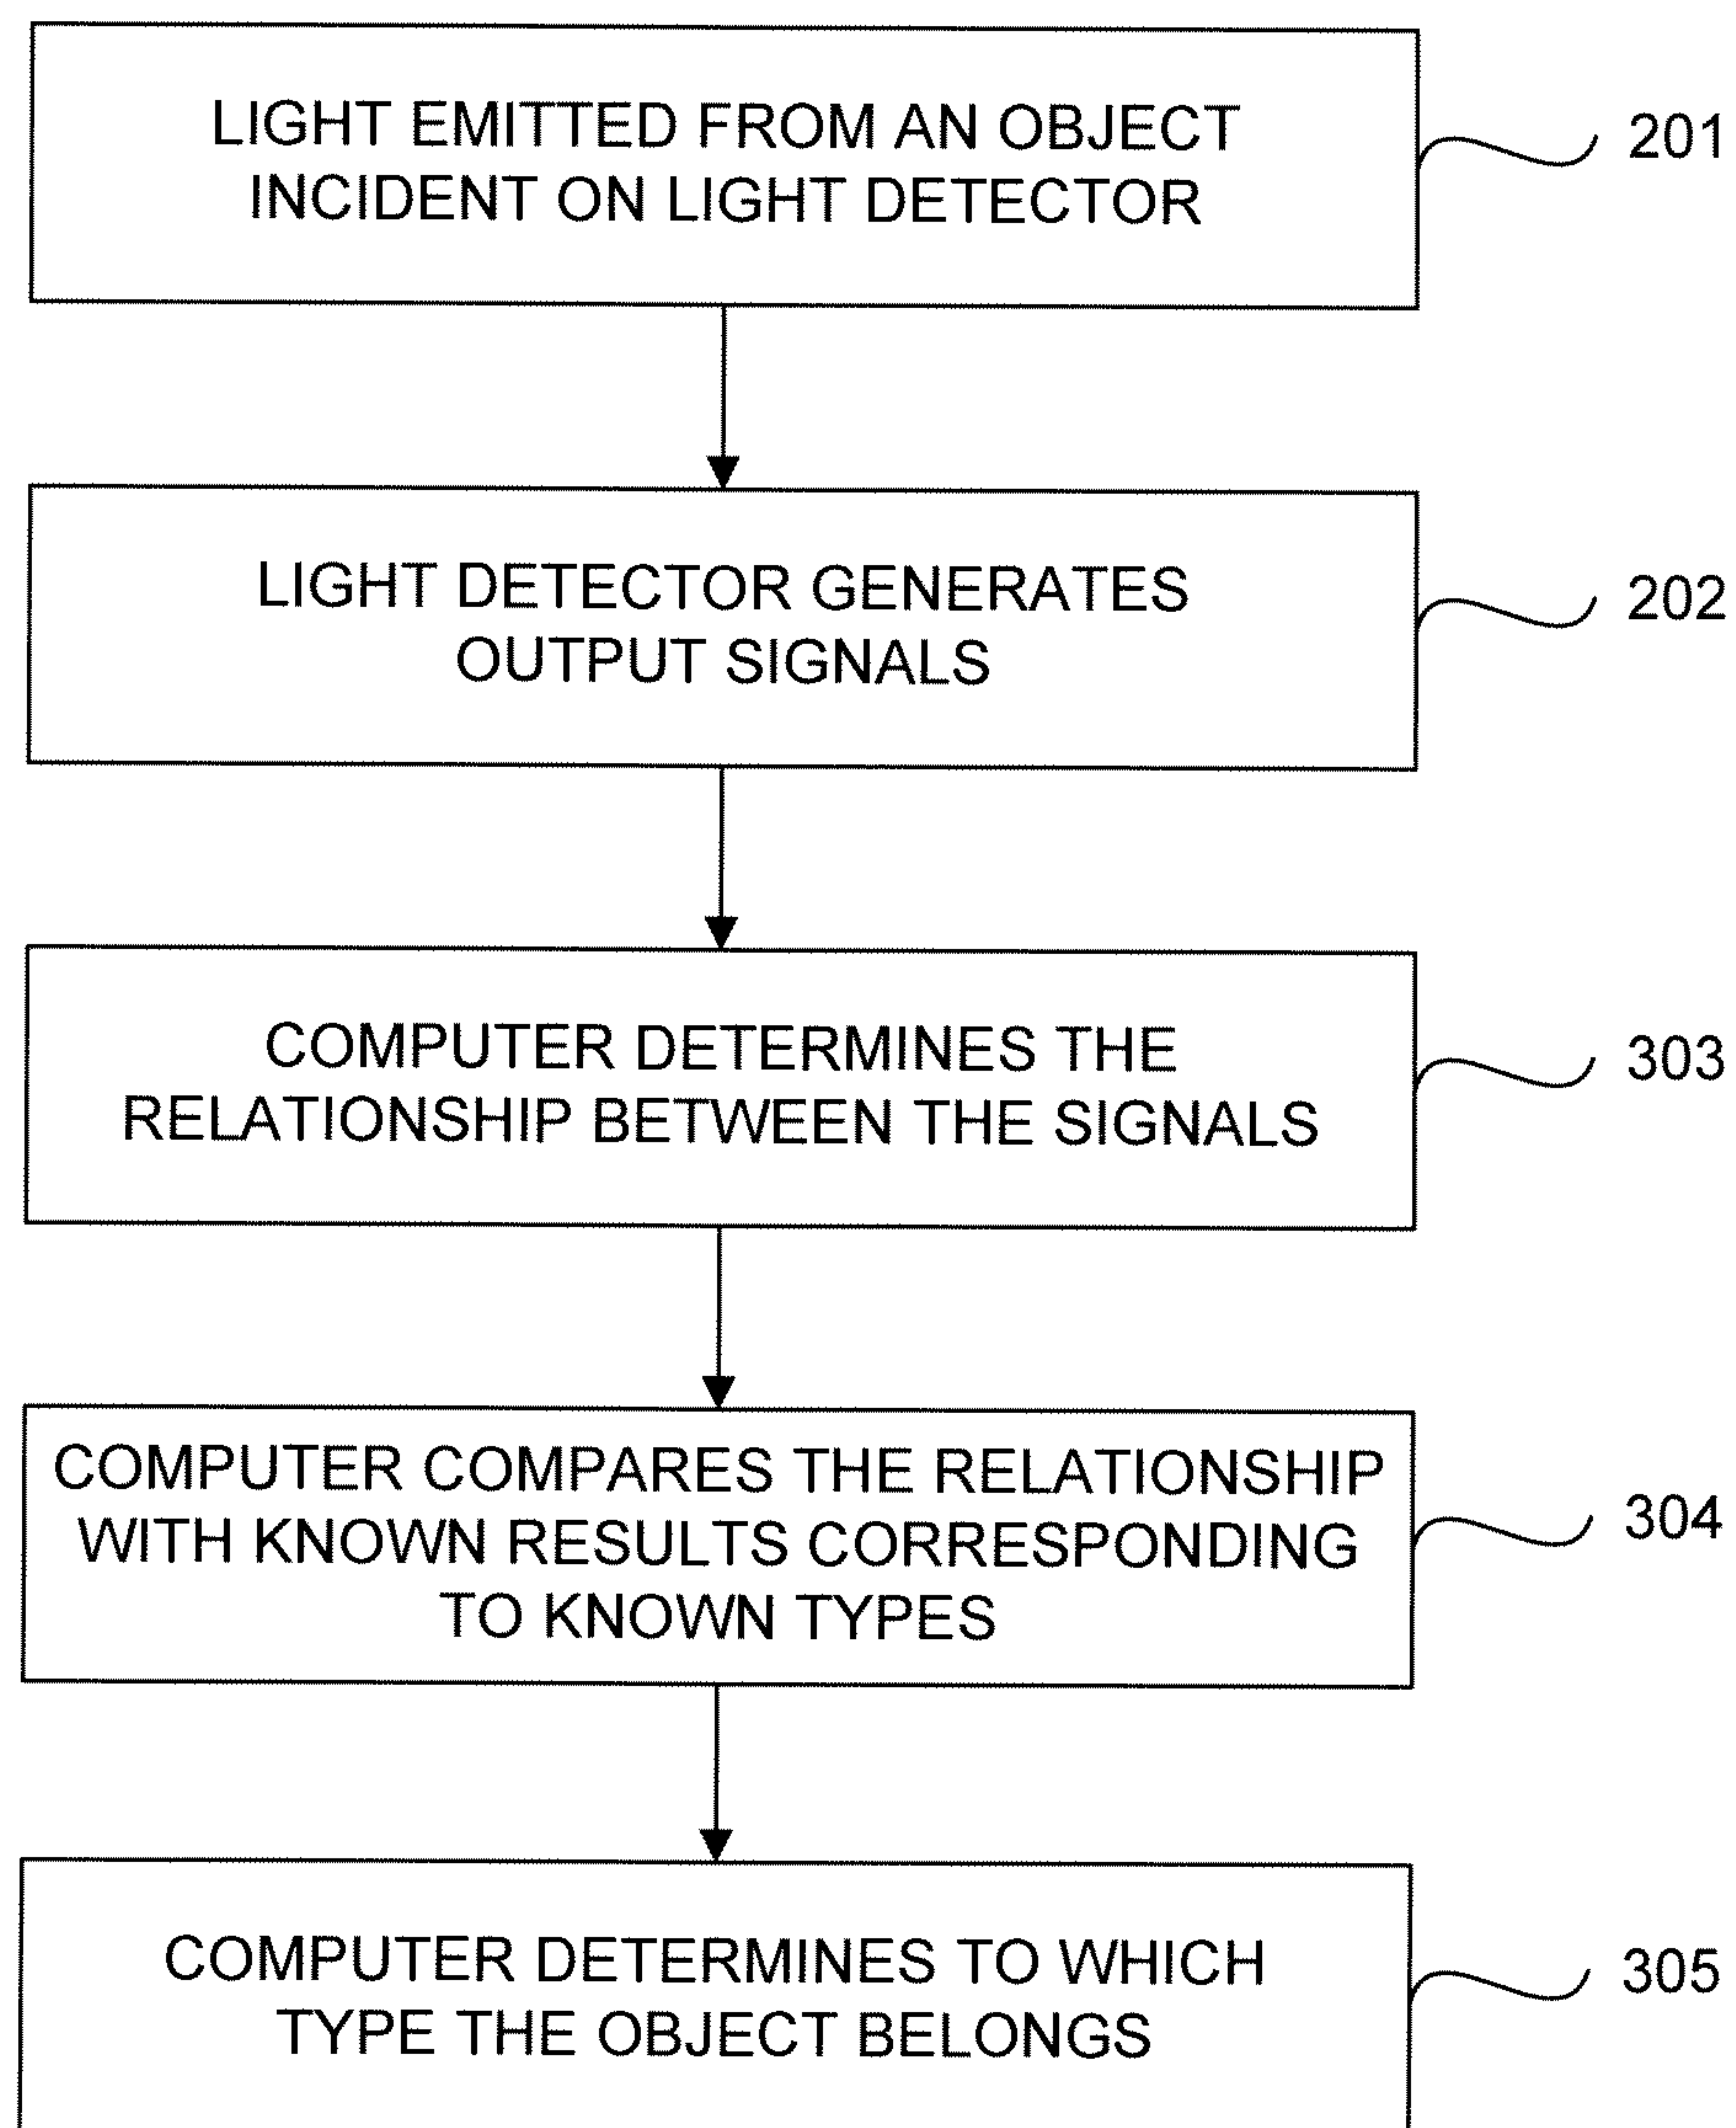 LIGHT EMITTED FROM AN OBJECT
INCIDENT ON LIGHT DETECTOR
201
LIGHT DETECTOR GENERATES
OUTPUT SIGNALS
202
COMPUTER DETERMINES THE
RELATIONSHIP BETWEEN THE SIGNALS
303
COMPUTER COMPARES THE RELATIONSHIP
WITH KNOWN RESULTS CORRESPONDING
TO KNOWN TYPES
304
COMPUTER DETERMINES TO WHICH
TYPE THE OBJECT BELONGS
305